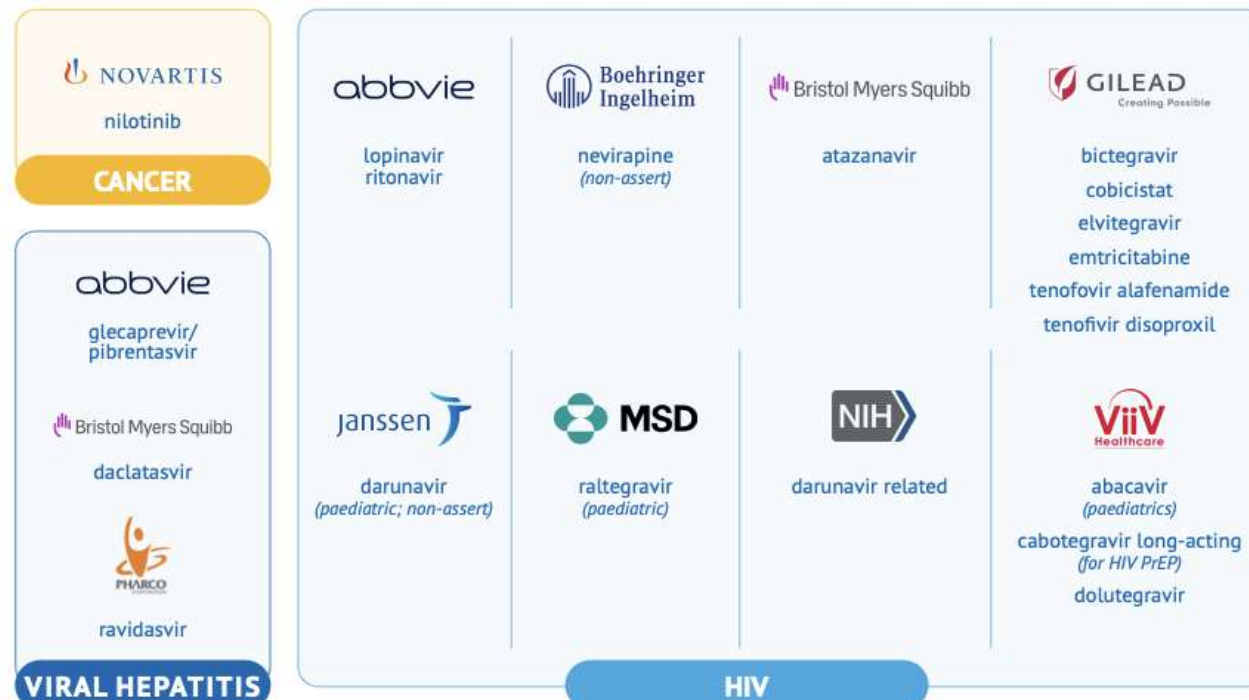 NOVARTIS
nilotinib
CANCER
abbvie
glecaprevir/
pibrentasvir
Bristol Myers Squibb
daclatasvir
PHARCO
CORPORATION
ravidasvir
VIRAL HEPATITIS
abbvie
lopinavir
ritonavir
Boehringer
Ingelheim
nevirapine
(non-assert)
Bristol Myers Squibb
atazanavir
GILEAD
Creating Possible
bictegravir
cobicistat
elvitegravir
emtricitabine
tenofovir alafenamide
tenofivir disoproxil
janssen
darunavir
(paediatric; non-assert)
MSD
raltegravir
(paediatric)
NIH
darunavir related
ViiV
Healthcare
abacavir
(paediatrics)
cabotegravir long-acting
(for HIV PrEP)
dolutegravir
HIV